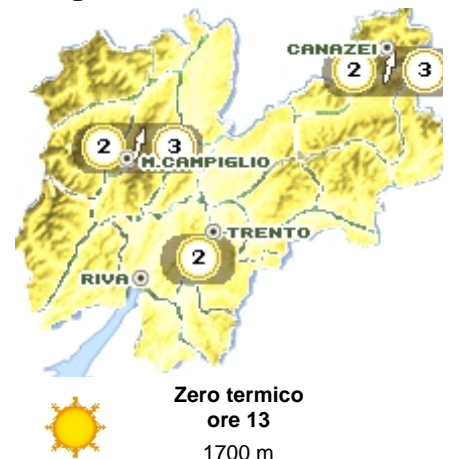 CANAZEI
2 3
2 3
M.CAMPIGLIO
TRENTO
2
RIVA
Zero termico
ore 13
1700 m